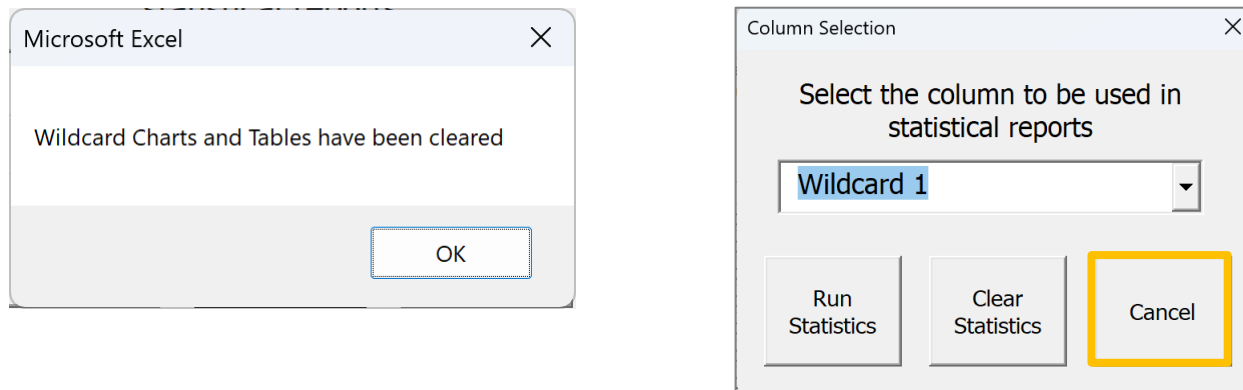 Microsoft Excel
Wildcard Charts and Tables have been cleared
OK
Column Selection
Select the column to be used in
statistical reports
Wildcard 1
Run
Statistics
Clear
Statistics
Cancel